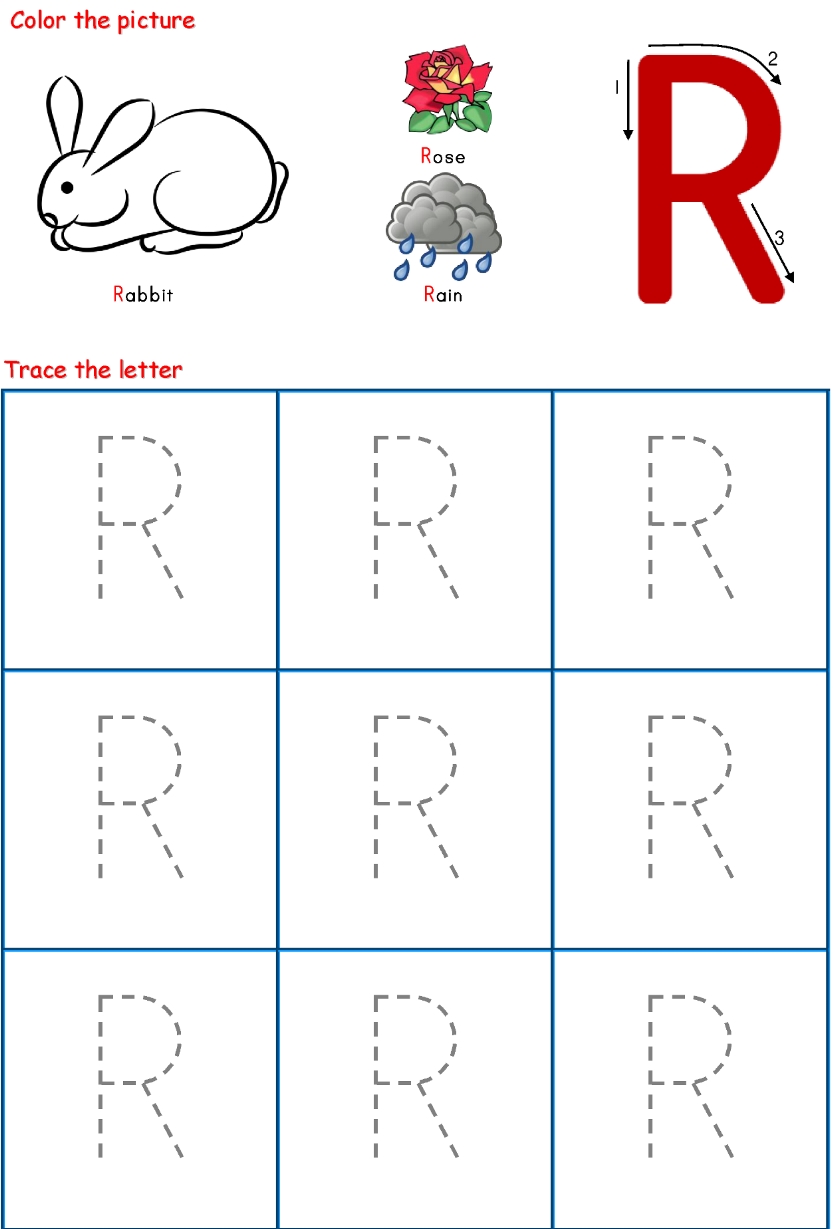 Color the picture
Rose
Rabbit
Rain
R
1
2
3
Trace the letter
R R R
R R R
R R R